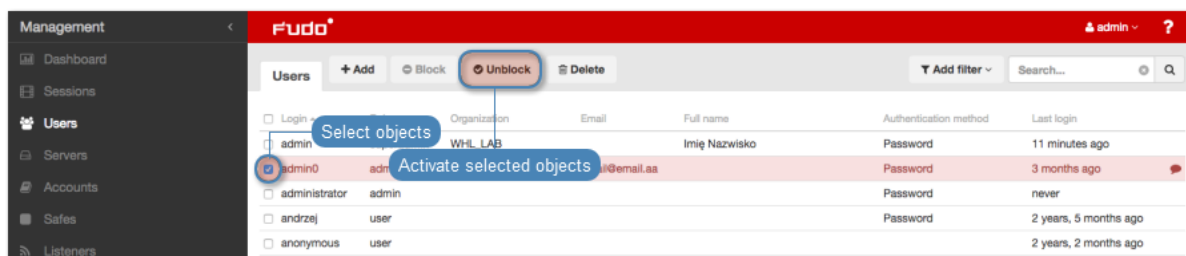 Management
FUDO
admin
?
Dashboard
Users
+ Add
Block
Unblock
Delete
Add filter
Search...
Sessions
Users
Login
Organization
Email
Full name
Authentication method
Last login
Select objects
admin
WHL_LAB
Imię Nazwisko
Password
11 minutes ago
Servers
Activate selected objects
admin0
Password
3 months ago
Accounts
administrator
admin
Password
never
Safes
andrzej
user
Password
2 years, 5 months ago
Listeners
anonymous
user
2 years, 2 months ago